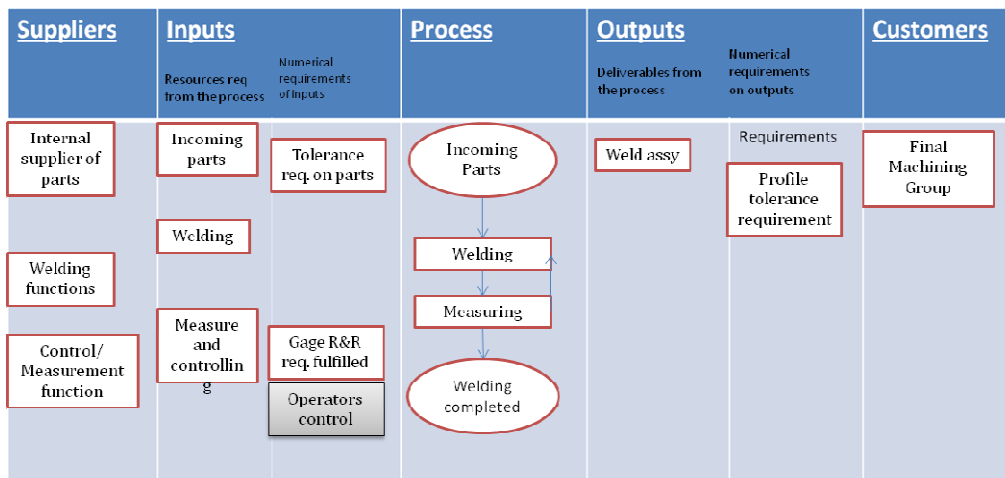 Suppliers
Inputs
Process
Outputs
Customers
Resources req
from the process
Numerical
requirements
of Inputs
Deliverables from
the process
Numerical
requirements
on outputs
Internal
supplier of
parts
Welding
functions
Control/
Measurement
function
Incoming
parts
Welding
Measure
and
controllin
g
Tolerance
req. on parts
Gage R&R
req. fulfilled
Operators
control
Incoming
Parts
Welding
Measuring
Welding
completed
Weld assy
Requirements
Profile
tolerance
requirement
Final
Machining
Group